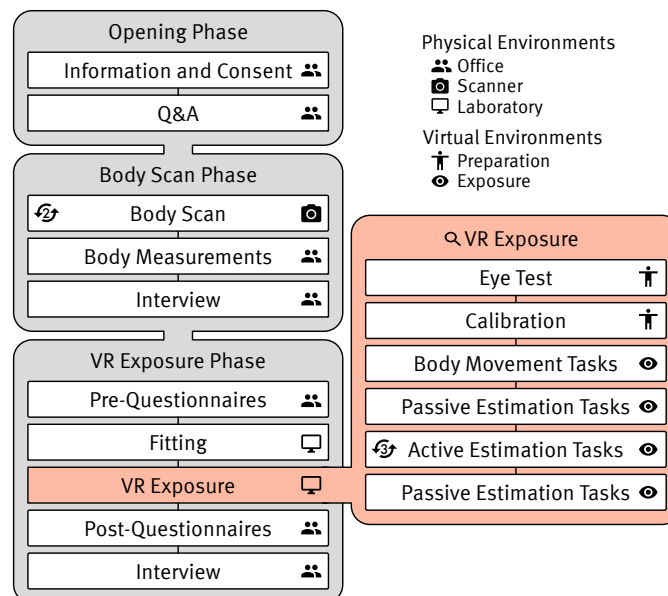 Opening Phase
Information and Consent
Q&A
Body Scan Phase
2
Body Scan
Body Measurements
Interview
VR Exposure Phase
Pre-Questionnaires
Fitting
VR Exposure
Post-Questionnaires
Interview
Physical Environments
Office
Scanner
Laboratory
Virtual Environments
Preparation
Exposure
VR Exposure
Eye Test
Calibration
Body Movement Tasks
Passive Estimation Tasks
3
Active Estimation Tasks
Passive Estimation Tasks